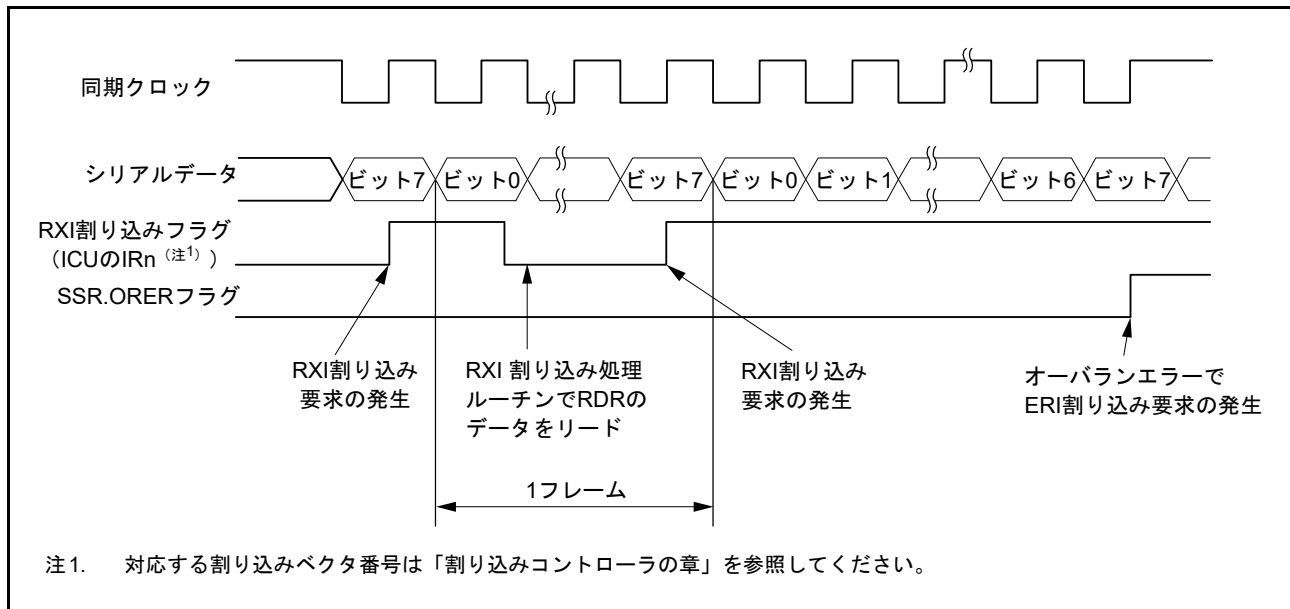 同期クロック
シリアルデータ
ビット7
ビット0
ビット7
ビット0
ビット1
ビット6
ビット7
RXI割り込みフラグ
（ICUのIRn（注1））
SSR.ORERフラグ
RXI割り込み
要求の発生
RXI 割り込み処理
ルーチンでRDRの
データをリード
RXI割り込み
要求の発生
オーバランエラーで
ERI割り込み要求の発生
1フレーム
注1. 対応する割り込みベクタ番号は「割り込みコントローラの章」を参照してください。